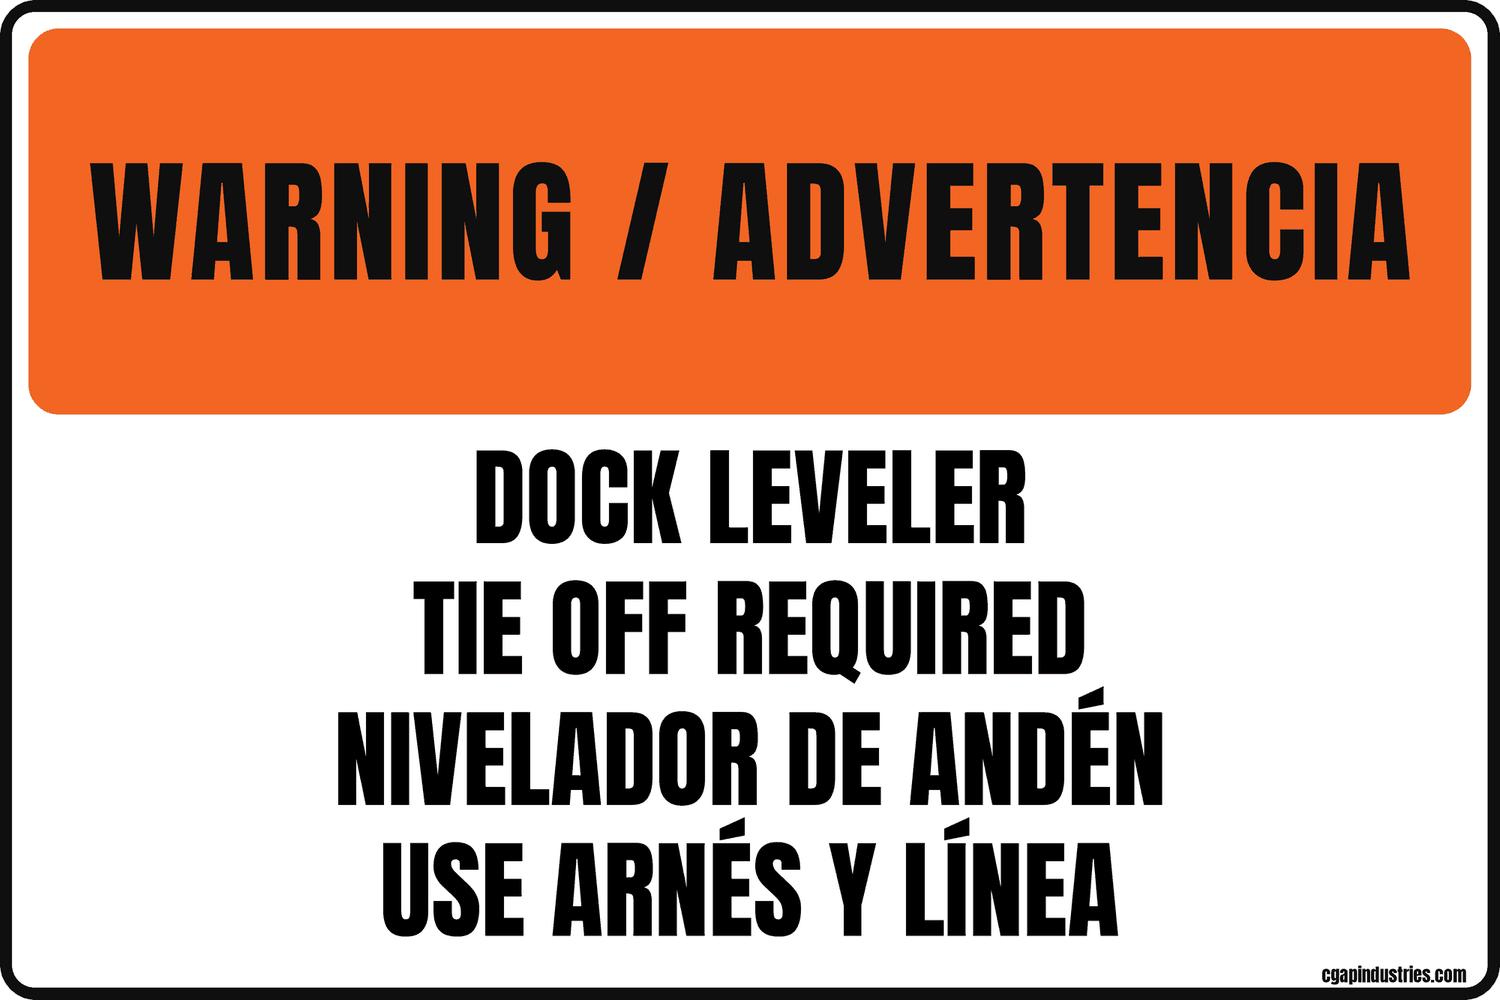 WARNING / ADVERTENCIA
DOCK LEVELER
TIE OFF REQUIRED
NIVELADOR DE ANDÉN
USE ARNÉS Y LÍNEA
cgapindustries.com